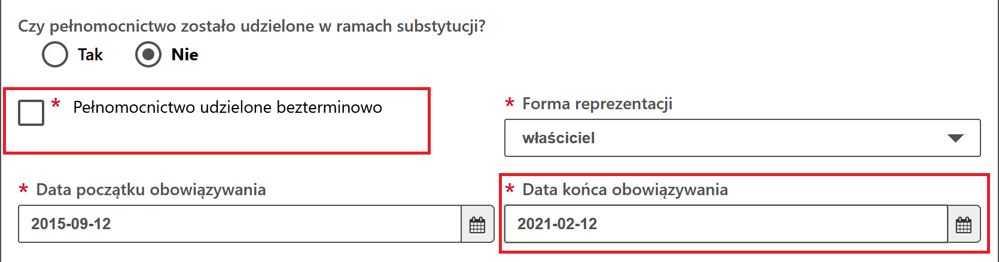 Czy pełnomocnictwo zostało udzielone w ramach substytucji?
Tak Nie
* Pełnomocnictwo udzielone bezterminowo
* Forma reprezentacji
właściciel
* Data początku obowiązywania
2015-09-12
* Data końca obowiązywania
2021-02-12